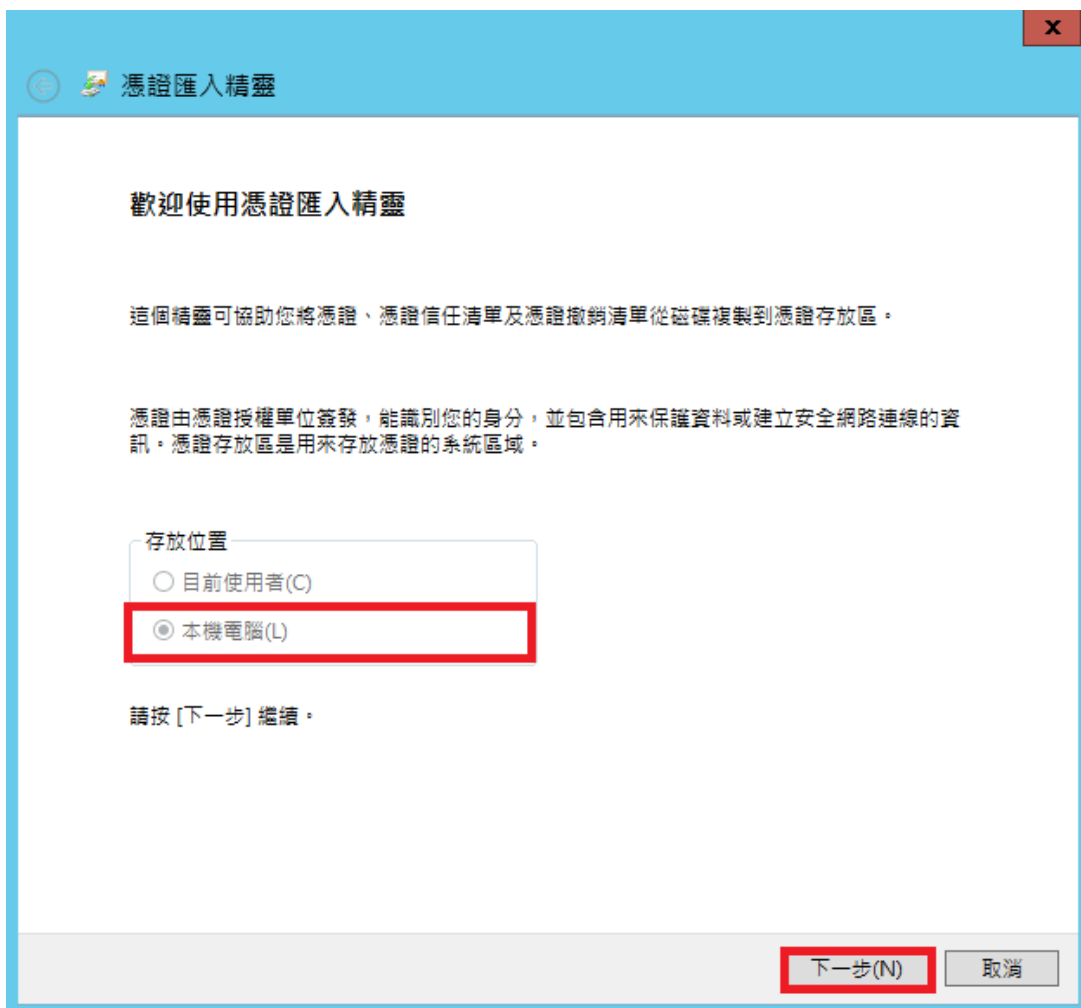 x
憑證匯入精靈
歡迎使用憑證匯入精靈
這個精靈可協助您將憑證、憑證信任清單及憑證撤銷清單從磁碟複製到憑證存放區。
憑證由憑證授權單位簽發，能識別您的身分，並包含用來保護資料或建立安全網路連線的資
訊。憑證存放區是用來存放憑證的系統區域。
存放位置
目前使用者(C)
本機電腦(L)
請按 [下一步] 繼續。
下一步(N)
取消